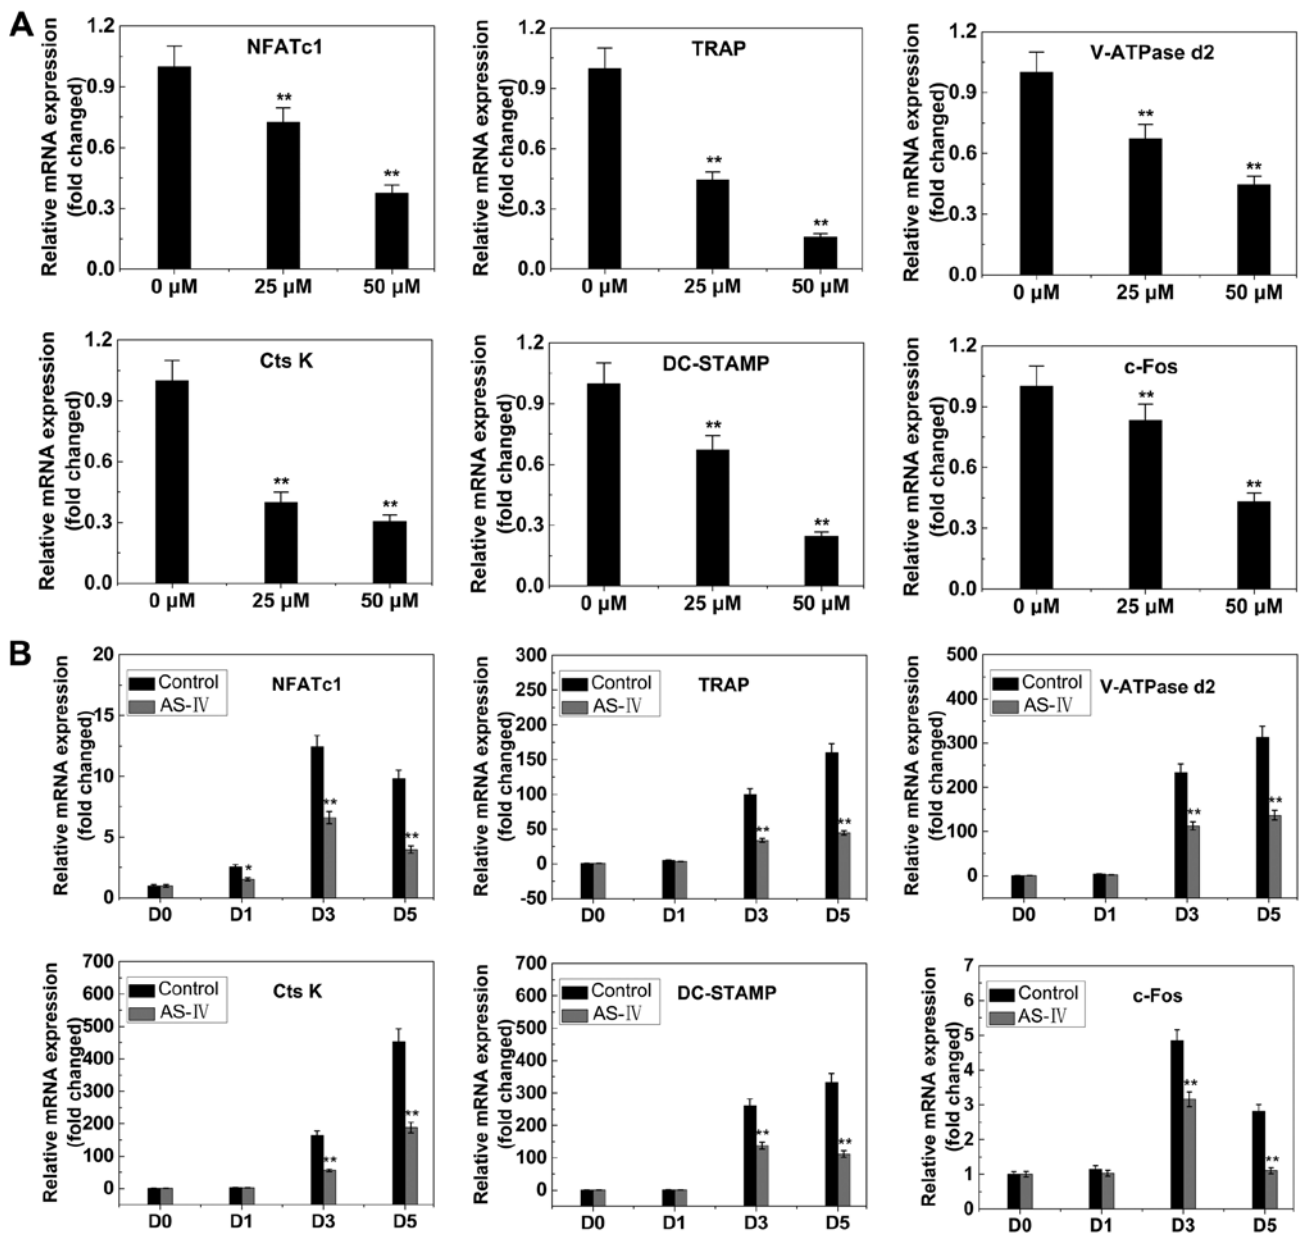 A
Relative mRNA expression
(fold changed)
1.2
0.9
0.6
0.3
0.0
NFATc1
**
**
0 μM 25 μM 50 μM
Relative mRNA expression
(fold changed)
1.2
0.9
0.6
0.3
0.0
TRAP
**
**
0 μM 25 μM 50 μM
Relative mRNA expression
(fold changed)
1.2
0.9
0.6
0.3
0.0
V-ATPase d2
**
**
0 μM 25 μM 50 μM
Relative mRNA expression
(fold changed)
1.2
0.9
0.6
0.3
0.0
Cts K
**
**
0 μM 25 μM 50 μM
Relative mRNA expression
(fold changed)
1.2
0.9
0.6
0.3
0.0
DC-STAMP
**
**
0 μM 25 μM 50 μM
Relative mRNA expression
(fold changed)
1.2
0.9
0.6
0.3
0.0
c-Fos
**
**
0 μM 25 μM 50 μM
B
Relative mRNA expression
(fold changed)
20
15
10
5
0
Control
AS-Ⅳ
NFATc1
*
**
**
D0 D1 D3 D5
Relative mRNA expression
(fold changed)
300
250
200
150
100
50
0
-50
Control
AS-Ⅳ
TRAP
**
**
D0 D1 D3 D5
Relative mRNA expression
(fold changed)
500
400
300
200
100
0
Control
AS-Ⅳ
V-ATPase d2
**
**
D0 D1 D3 D5
Relative mRNA expression
(fold changed)
700
600
500
400
300
200
100
0
Control
AS-Ⅳ
Cts K
**
**
D0 D1 D3 D5
Relative mRNA expression
(fold changed)
700
600
500
400
300
200
100
0
Control
AS-Ⅳ
DC-STAMP
**
**
D0 D1 D3 D5
Relative mRNA expression
(fold changed)
7
6
5
4
3
2
1
0
Control
AS-Ⅳ
c-Fos
**
**
D0 D1 D3 D5